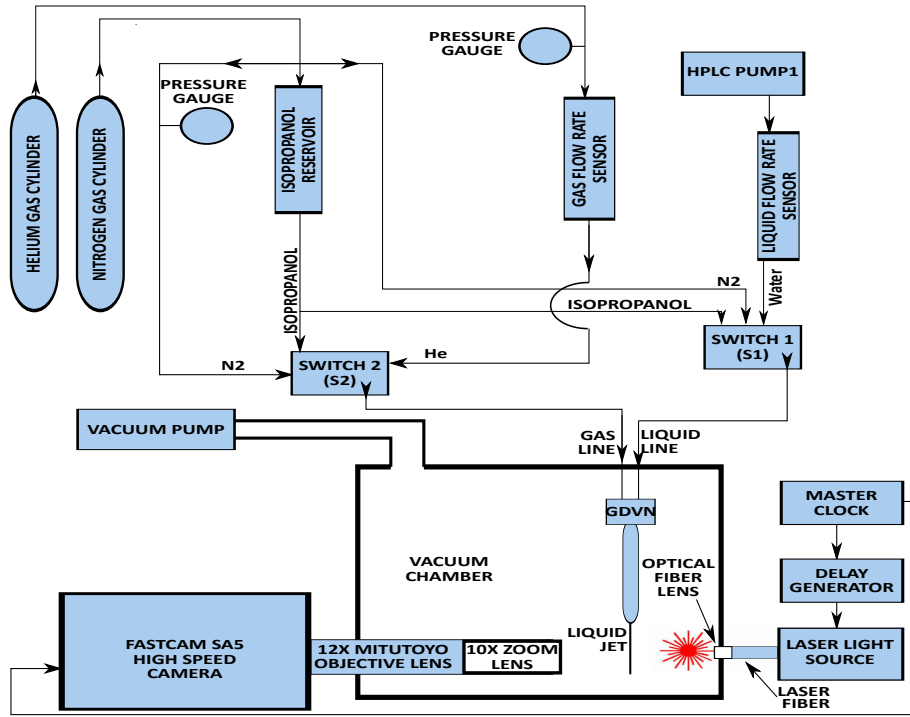 PRESSURE
GAUGE
HPLC PUMP1
PRESSURE
GAUGE
HELIUM GAS CYLINDER
NITROGEN GAS CYLINDER
ISOPROPANOL
RESERVOIR
GAS FLOW RATE
SENSOR
LIQUID FLOW RATE
SENSOR
ISOPROPANOL
N2
Water
ISOPROPANOL
SWITCH 1
(S1)
He
N2
SWITCH 2
(S2)
VACUUM PUMP
GAS
LINE
LIQUID
LINE
GDVN
MASTER
CLOCK
VACUUM
CHAMBER
OPTICAL
FIBER
LENS
DELAY
GENERATOR
FASTCAM SA5
HIGH SPEED
CAMERA
12X MITUTOYO
OBJECTIVE LENS
10X ZOOM
LENS
LIQUID
JET
LASER LIGHT
SOURCE
LASER
FIBER